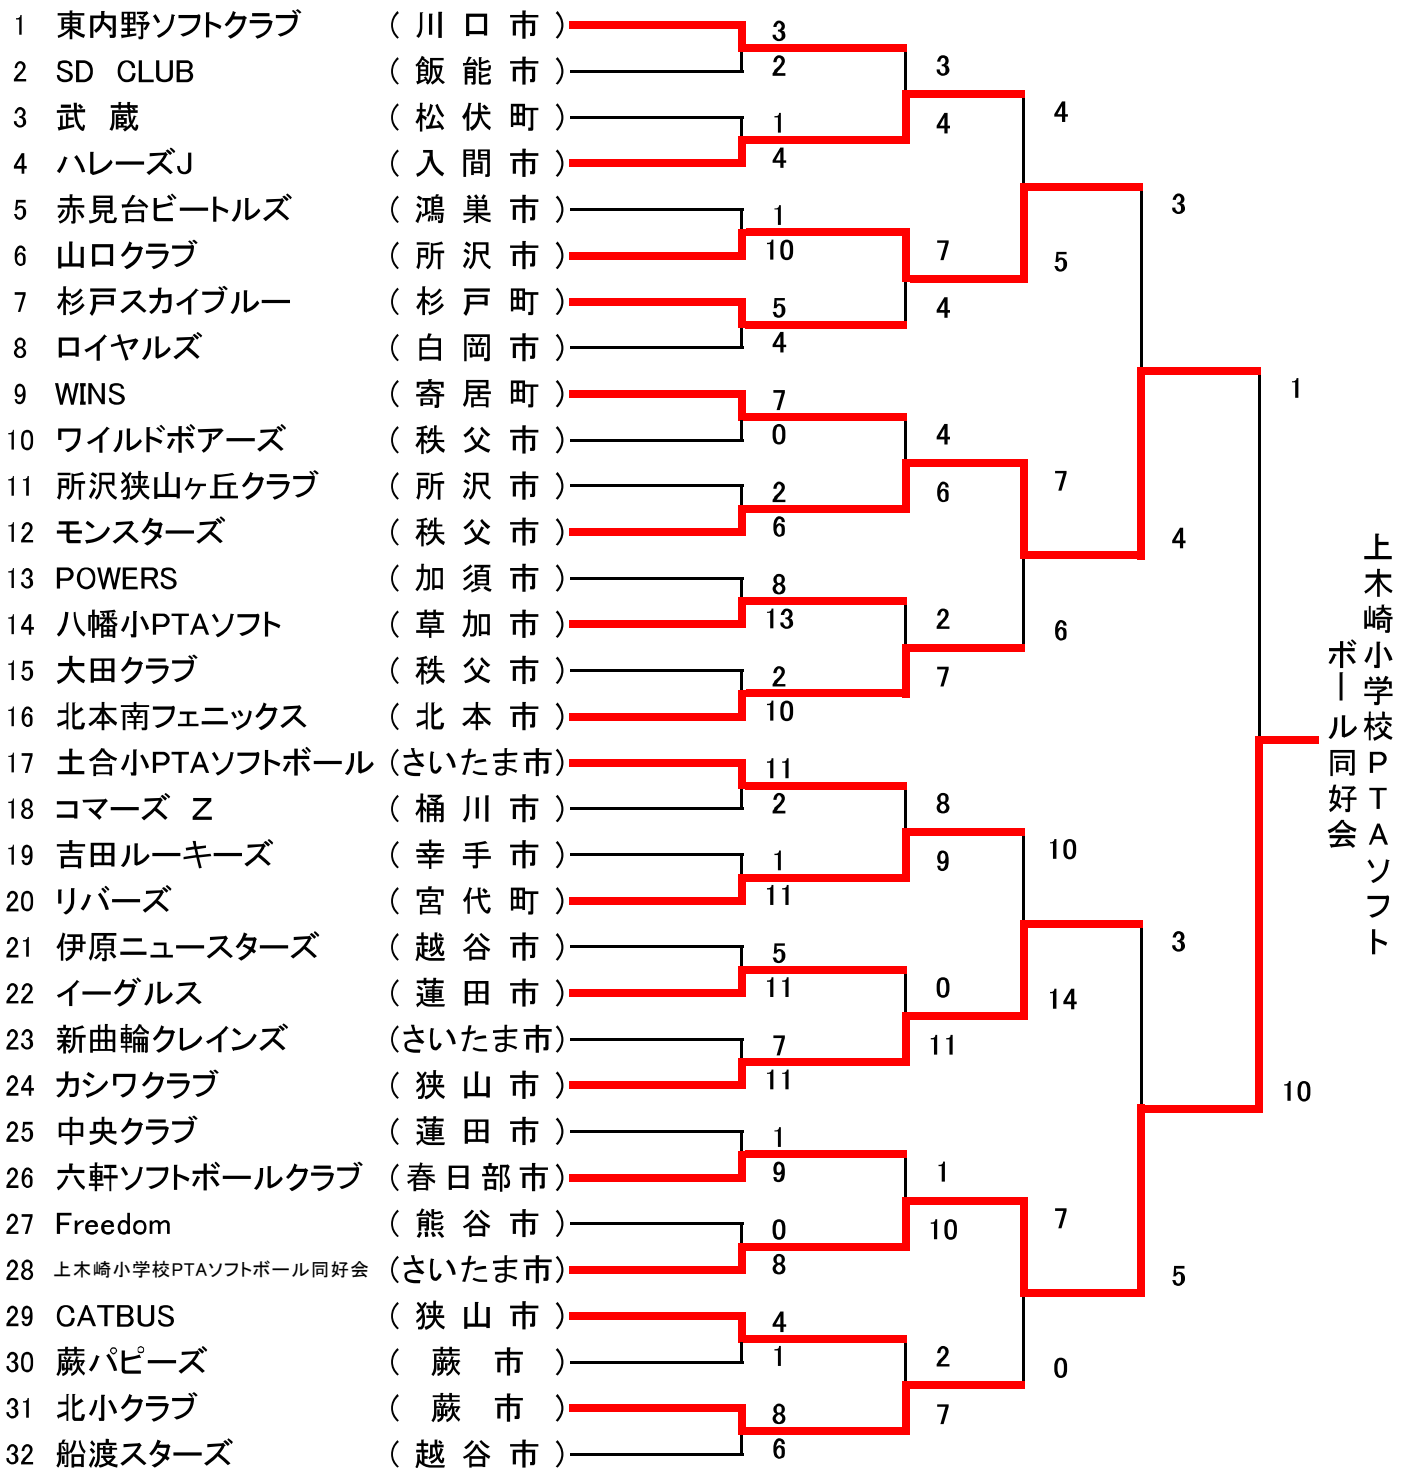 1 東内野ソフトクラブ (川口市)
2 SD CLUB (飯能市)
3 武 蔵 (松伏町)
4 ハレーズJ (入間市)
5 赤見台ビートルズ (鴻巣市)
6 山口クラブ (所沢市)
7 杉戸スカイブルー (杉戸町)
8 ロイヤルズ (白岡市)
9 WINS (寄居町)
10 ワイルドボアーズ (秩父市)
11 所沢狭山ヶ丘クラブ (所沢市)
12 モンスターズ (秩父市)
13 POWERS (加須市)
14 八幡小PTAソフト (草加市)
15 大田クラブ (秩父市)
16 北本南フェニックス (北本市)
17 土合小PTAソフトボール (さいたま市)
18 コマーズ Z (桶川市)
19 吉田ルーキーズ (幸手市)
20 リバーズ (宮代町)
21 伊原ニュースターズ (越谷市)
22 イーグルス (蓮田市)
23 新曲輪クレインズ (さいたま市)
24 カシワクラブ (狭山市)
25 中央クラブ (蓮田市)
26 六軒ソフトボールクラブ (春日部市)
27 Freedom (熊谷市)
28 上木崎小学校PTAソフトボール同好会 (さいたま市)
29 CATBUS (狭山市)
30 蕨パピーズ (蕨市)
31 北小クラブ (蕨市)
32 船渡スターズ (越谷市)
3
2
1
4
1
10
5
4
7
0
2
6
8
13
2
10
11
2
1
11
5
11
7
11
1
9
0
8
4
1
8
6
3
4
7
4
4
6
2
7
8
9
0
11
1
10
2
7
4
5
7
6
10
14
7
0
3
4
3
5
1
10
上木崎小学校PTAソフト
ボール同好会